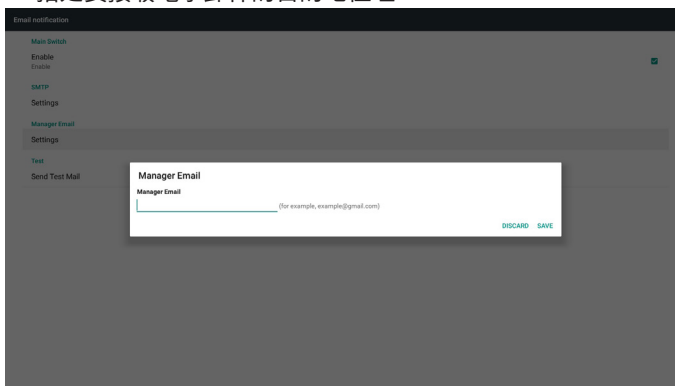 Email notification
Main Switch
Enable
Enable
SMTP
Settings
Manager Email
Settings
Test
Send Test Mail
Manager Email
Manager Email
(for example, example@gmail.com)
DISCARD SAVE